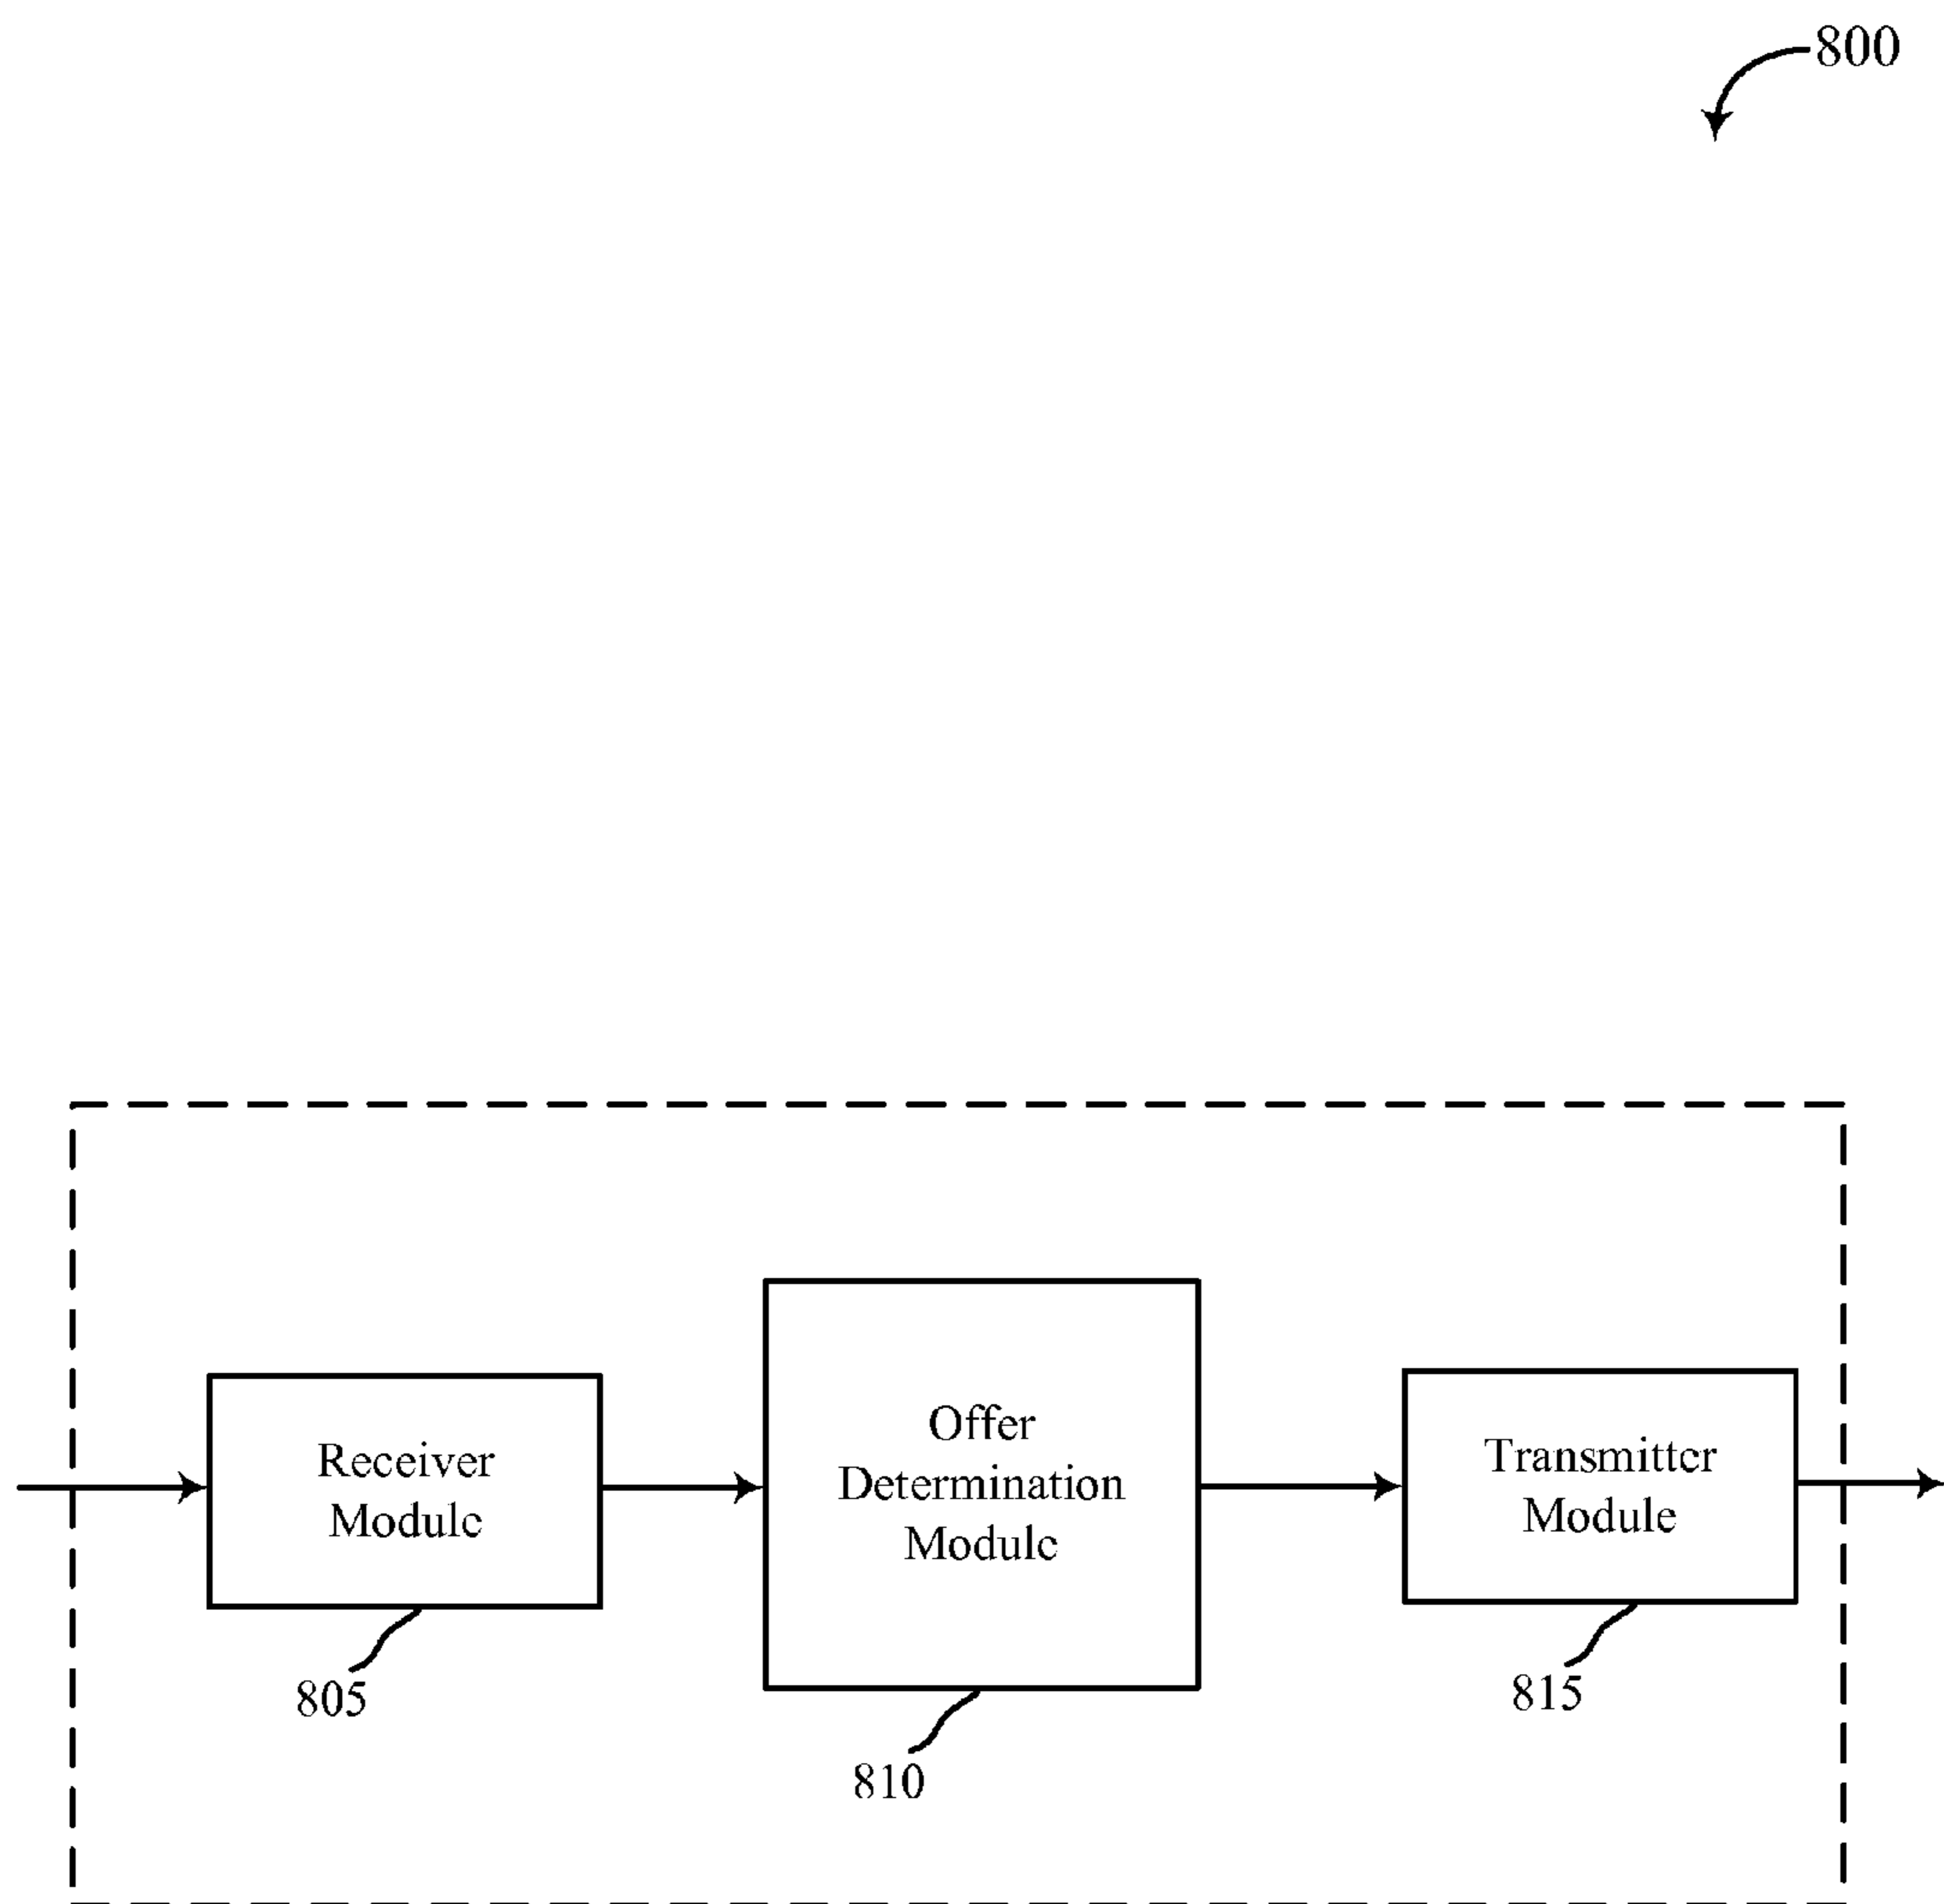 800
Receiver
Module
805
Offer
Determination
Module
810
Transmitter
Module
815